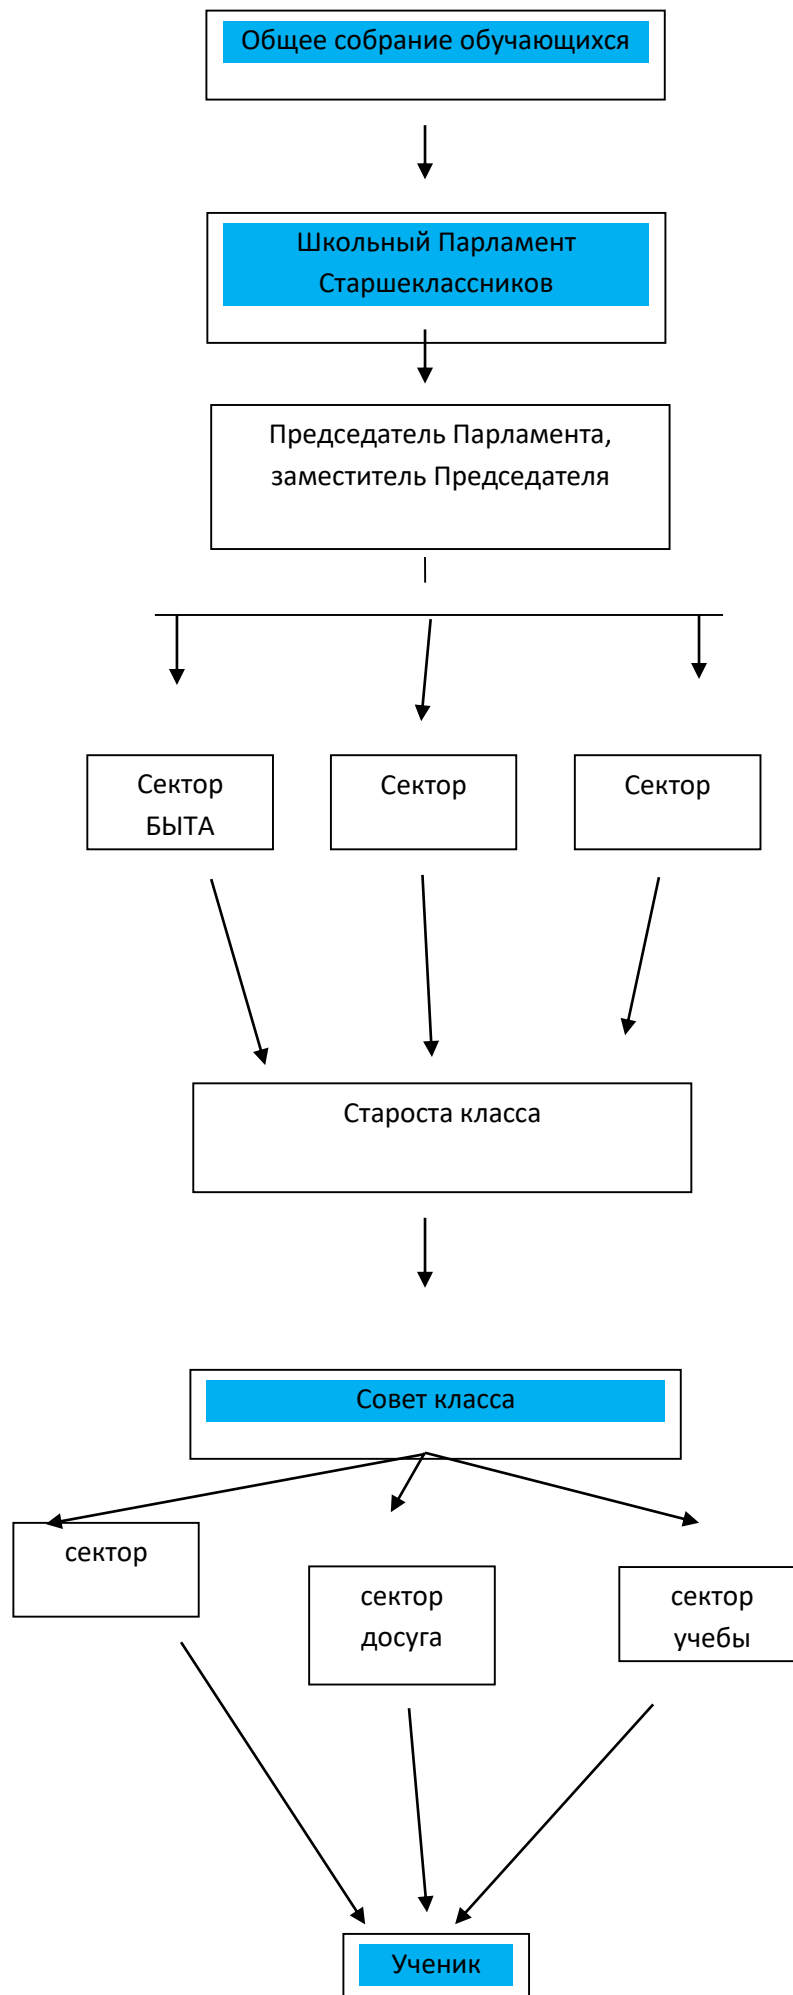 Общее собрание обучающихся
Школьный Парламент
Старшеклассников
Председатель Парламента,
заместитель Председателя
Сектор
БЫТА
Сектор
Сектор
Староста класса
Совет класса
сектор
сектор
досуга
сектор
учебы
Ученик